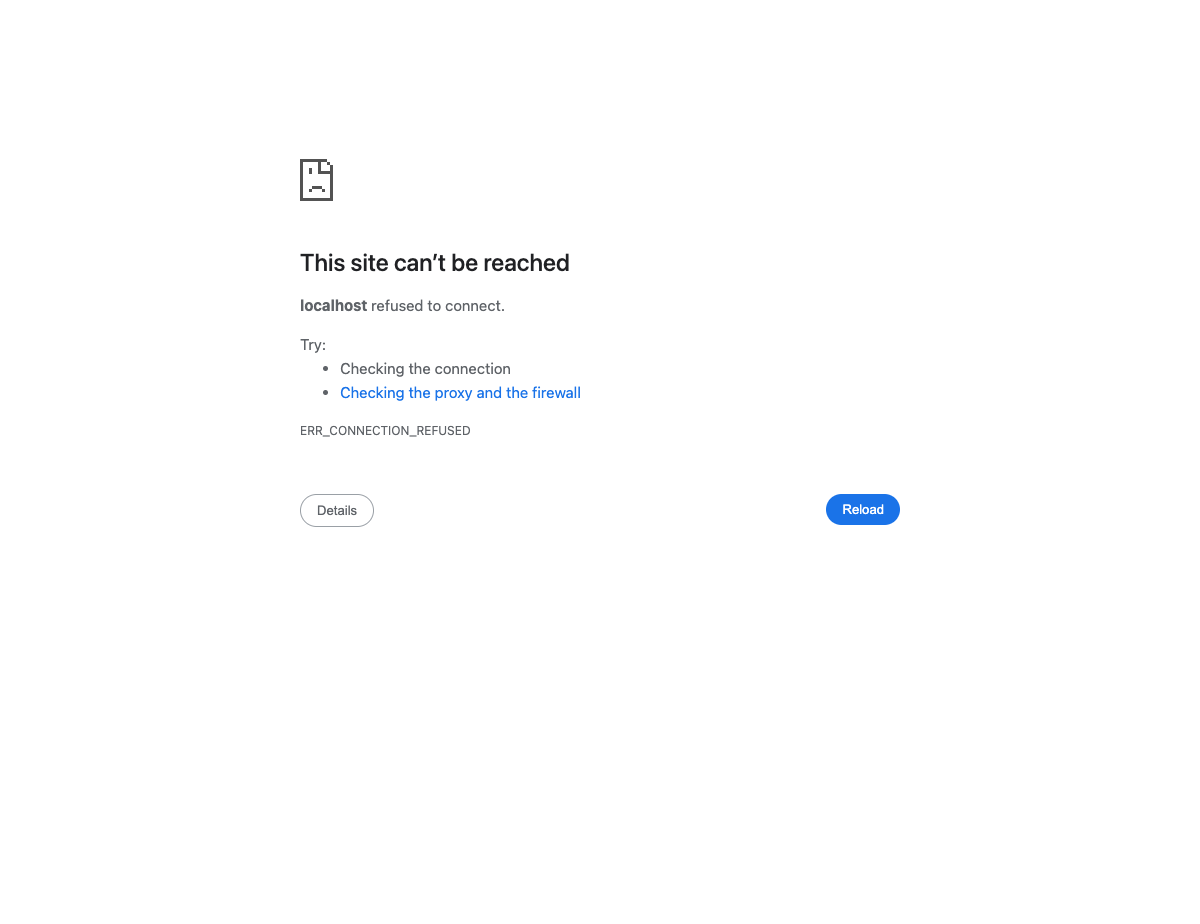 This site can’t be reached
localhost refused to connect.
Try:
Checking the connection
Checking the proxy and the firewall
ERR_CONNECTION_REFUSED
Details
Reload